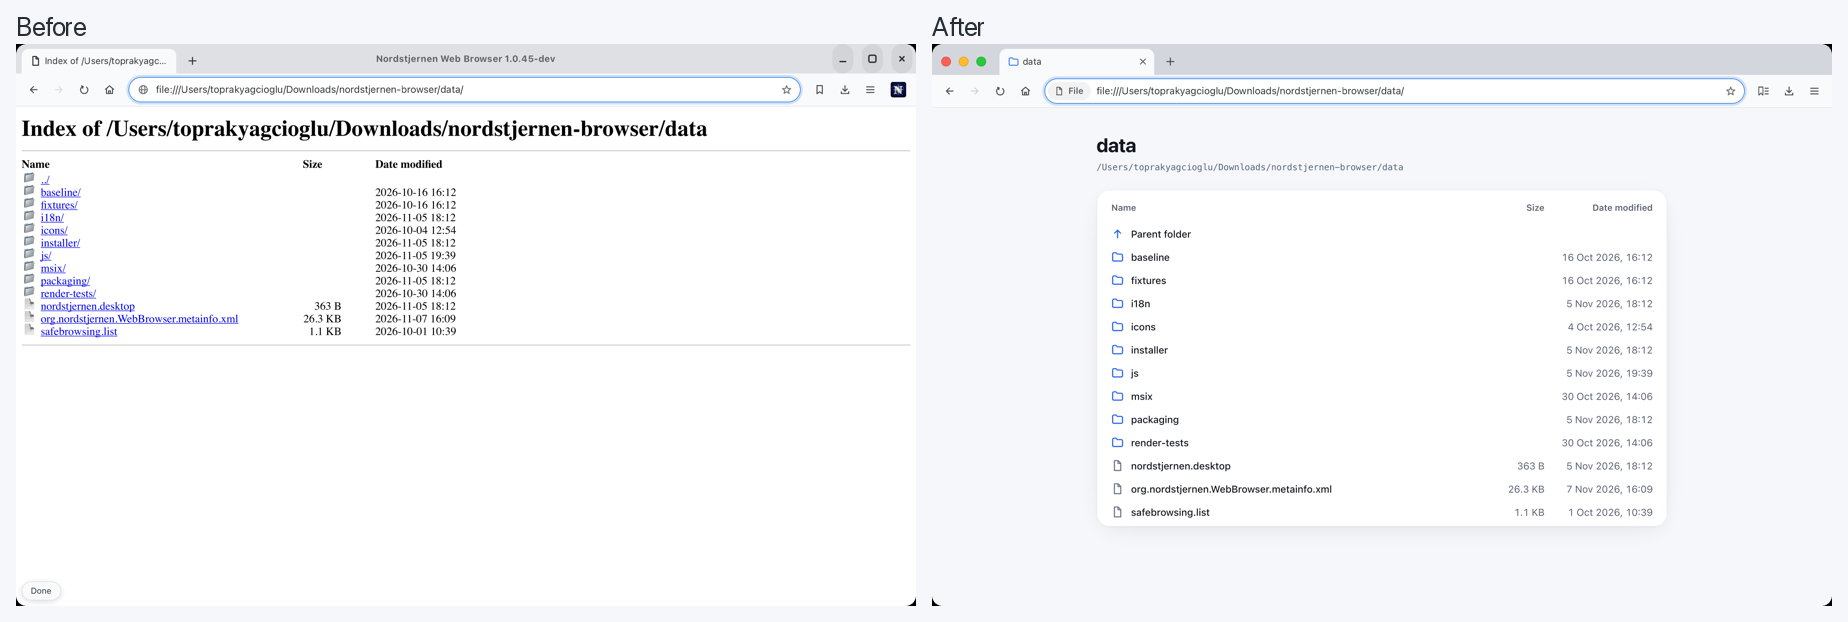 Before
Index of /Users/toprakyagc...
Nordstjernen Web Browser 1.0.45-dev
file:///Users/toprakyagcioglu/Downloads/nordstjernen-browser/data/
N
Index of /Users/toprakyagcioglu/Downloads/nordstjernen-browser/data
Name Size Date modified
../
baseline/ 2026-10-16 16:12
fixtures/ 2026-10-16 16:12
i18n/ 2026-11-05 18:12
icons/ 2026-10-04 12:54
installer/ 2026-11-05 18:12
js/ 2026-11-05 19:39
msix/ 2026-10-30 14:06
packaging/ 2026-11-05 18:12
render-tests/ 2026-10-30 14:06
nordstjernen.desktop 363 B 2026-11-05 18:12
org.nordstjernen.WebBrowser.metainfo.xml 26.3 KB 2026-11-07 16:09
safebrowsing.list 1.1 KB 2026-10-01 10:39
Done
After
data
File file:///Users/toprakyagcioglu/Downloads/nordstjernen-browser/data/
data
/Users/toprakyagcioglu/Downloads/nordstjernen-browser/data
Name Size Date modified
Parent folder
baseline 16 Oct 2026, 16:12
fixtures 16 Oct 2026, 16:12
i18n 5 Nov 2026, 18:12
icons 4 Oct 2026, 12:54
installer 5 Nov 2026, 18:12
js 5 Nov 2026, 19:39
msix 30 Oct 2026, 14:06
packaging 5 Nov 2026, 18:12
render-tests 30 Oct 2026, 14:06
nordstjernen.desktop 363 B 5 Nov 2026, 18:12
org.nordstjernen.WebBrowser.metainfo.xml 26.3 KB 7 Nov 2026, 16:09
safebrowsing.list 1.1 KB 1 Oct 2026, 10:39